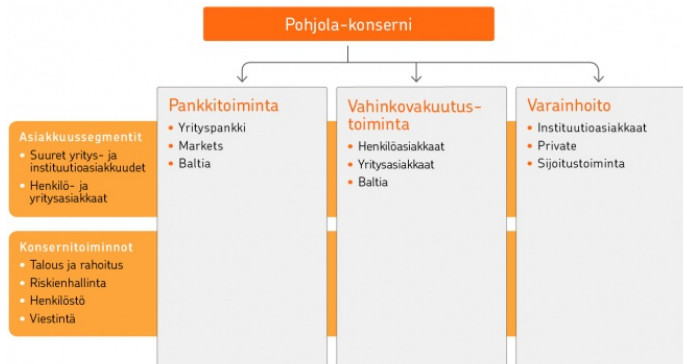 Pohjola-konserni
Pankkitoiminta
• Yrityspankki
• Markets
• Baltia
Vahinkovakuutus-
toiminta
• Henkilöasiakkaat
• Yritysasiakkaat
• Baltia
Varainhoito
• Instituutioasiakkaat
• Private
• Sijoitustoiminta
Asiakkuussegmentit
• Suuret yritys- ja
instituutioasiakkuudet
• Henkilö- ja
yritysasiakkaat
Konsernitoiminnot
• Talous ja rahoitus
• Riskienhallinta
• Henkilöstö
• Viestintä